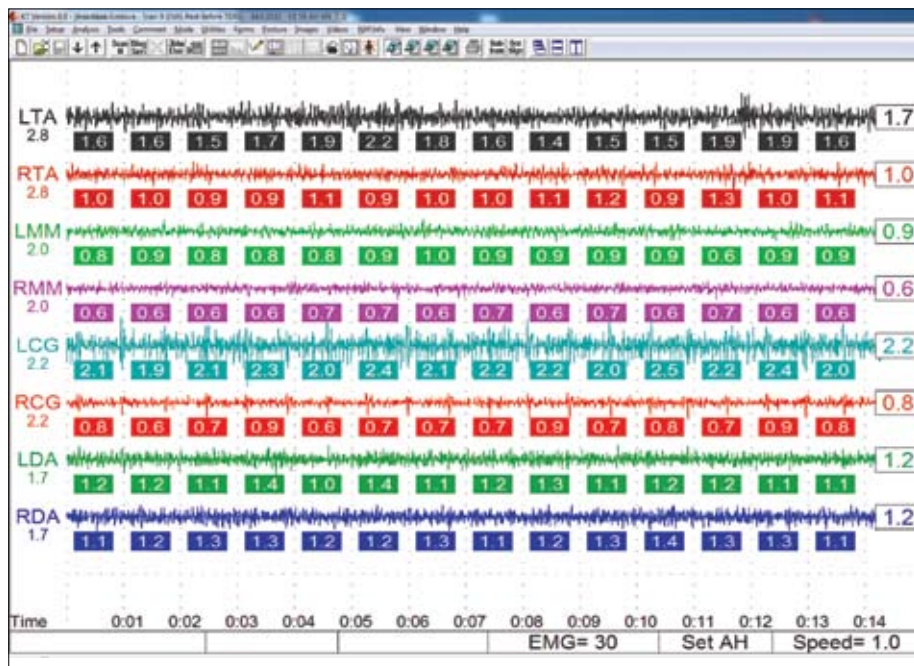 File Setup Analysis Tools Comment Mode Utilities Forms Posture Images Videos View Window Help
LTA 1.7
2.8 1.6 1.6 1.5 1.7 1.9 2.2 1.8 1.6 1.4 1.5 1.5 1.9 1.9 1.6
RTA 1.0
2.8 1.0 1.0 0.9 0.9 1.1 0.9 1.0 1.0 1.1 1.2 0.9 1.3 1.0 1.1
LMM 0.9
2.0 0.8 0.9 0.8 0.8 0.8 0.9 1.0 0.9 0.9 0.9 0.9 0.6 0.9 0.9
RMM 0.6
2.0 0.6 0.6 0.6 0.6 0.7 0.7 0.6 0.7 0.7 0.7 0.6 0.7 0.6 0.6
LCG 2.2
2.2 2.1 1.9 2.1 2.3 2.0 2.4 2.1 2.2 2.2 2.0 2.5 2.2 2.4 2.0
RCG 0.8
2.2 0.8 0.6 0.7 0.9 0.6 0.7 0.7 0.7 0.9 0.7 0.8 0.7 0.9 0.8
LDA 1.2
1.7 1.2 1.2 1.1 1.4 1.0 1.4 1.1 1.2 1.3 1.1 1.2 1.2 1.1 1.1
RDA 1.2
1.7 1.1 1.2 1.3 1.3 1.2 1.2 1.3 1.1 1.2 1.3 1.4 1.3 1.3 1.1
Time 0:01 0:02 0:03 0:04 0:05 0:06 0:07 0:08 0:09 0:10 0:11 0:12 0:13 0:14
EMG= 30 Set AH Speed= 1.0